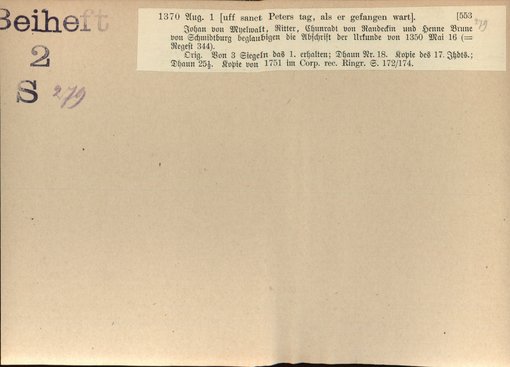 Beiheft
2
S 279
1370 Aug. 1 [uff sanct Peters tag, als er gefangen wart]. [553
279
Johan von Myelwalt, Ritter, Chunradt von Randeckin und Henne Brune
von Schmidtburg beglaubigen die Abschrift der Urkunde von 1350 Mai 16 (=
Regest 344).
Orig. Von 3 Siegeln das 1. erhalten; Dhaun Nr. 18. Kopie des 17. Jhdts.;
Dhaun 25½. Kopie von 1751 im Corp. rec. Ringr. S. 172/174.